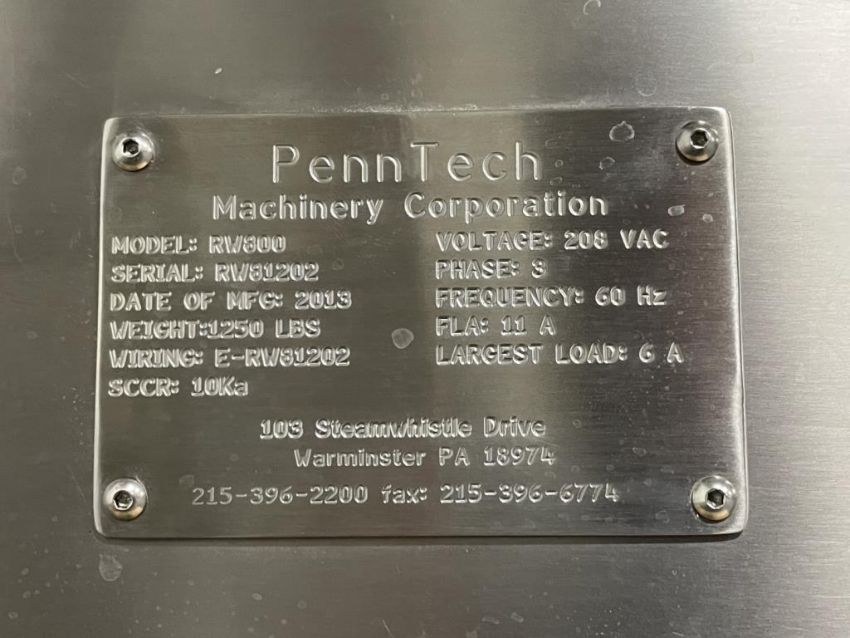 PennTech
Machinery Corporation
MODEL: RW800
SERIAL: RW81202
DATE OF MFG: 2013
WEIGHT:1250 LBS
WIRING: E-RW81202
SCCR: 10Ka
VOLTAGE: 208 VAC
PHASE: 3
FREQUENCY: 60 Hz
FLA: 11 A
LARGEST LOAD: 6 A
103 Steamwhistle Drive
Warminster PA 18974
215-396-2200 fax: 215-396-6774